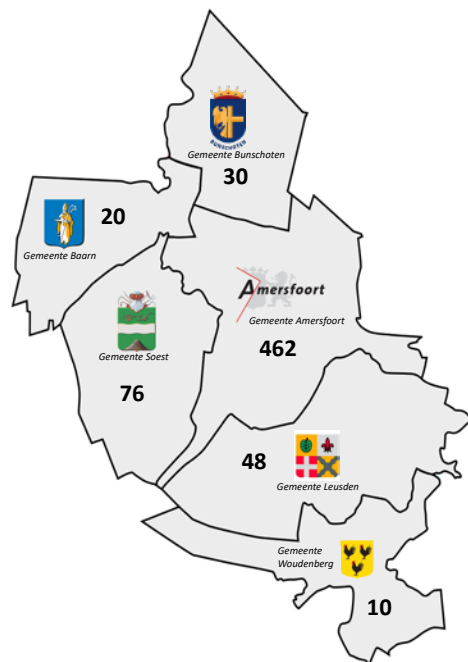 BUNSCHOTEN
Gemeente Bunschoten
30
20
Gemeente Baarn
Amersfoort
Gemeente Amersfoort
462
Gemeente Soest
76
48
Gemeente Leusden
Gemeente
Woudenberg
10